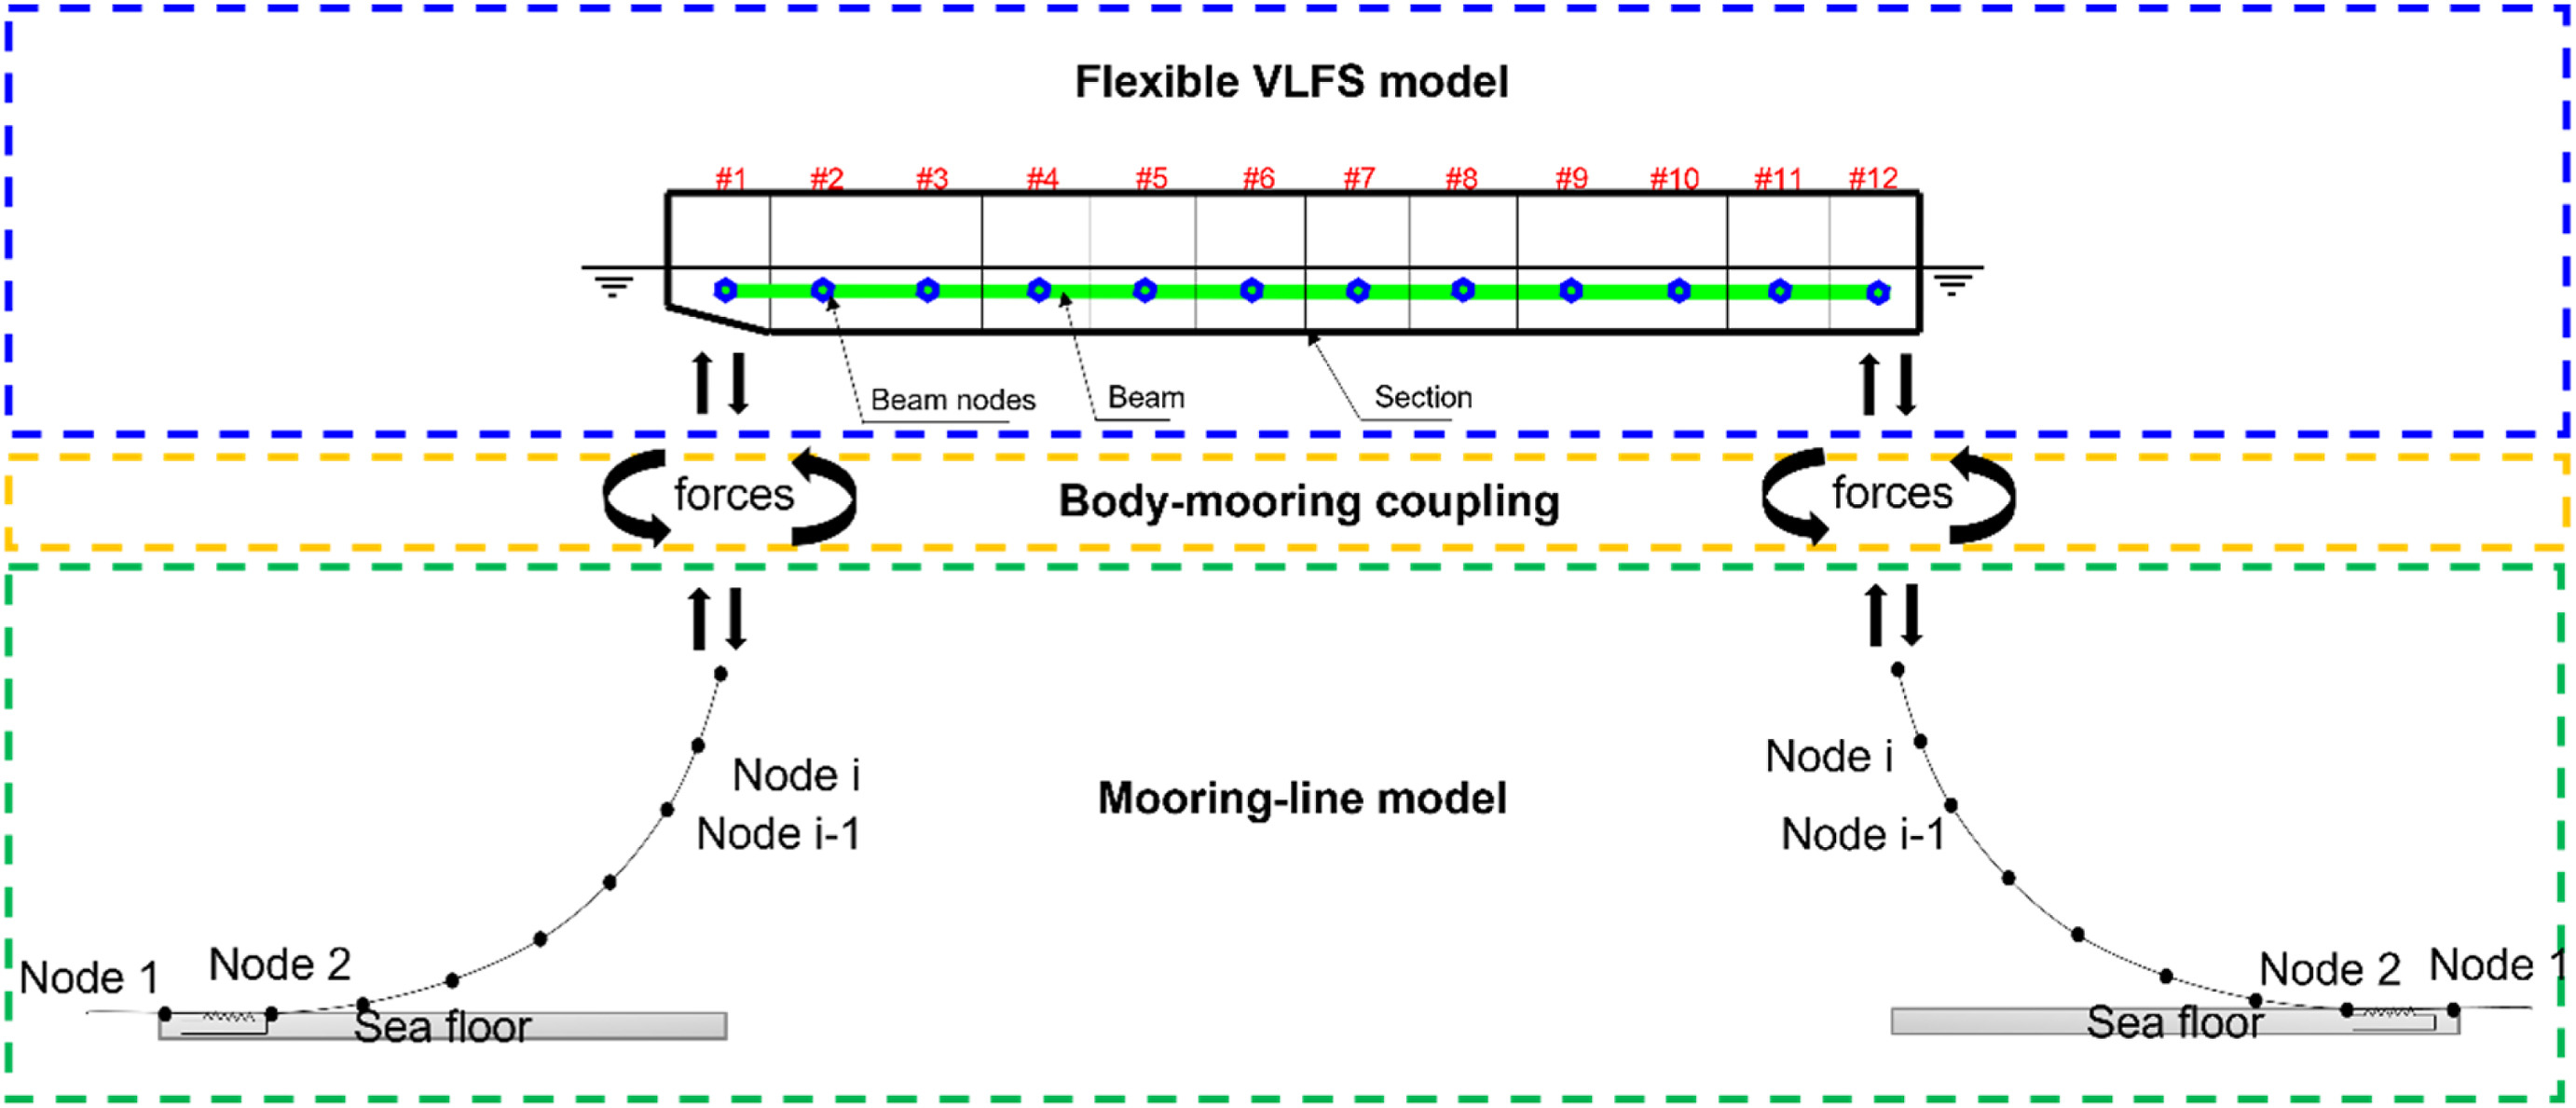 Flexible VLFS model
#1 #2 #3 #4 #5 #6 #7 #8 #9 #10 #11 #12
Beam nodes
Beam
Section
forces
Body-mooring coupling
forces
Node i
Node i-1
Mooring-line model
Node i
Node i-1
Node 1
Node 2
Sea floor
Node 2
Node 1
Sea floor